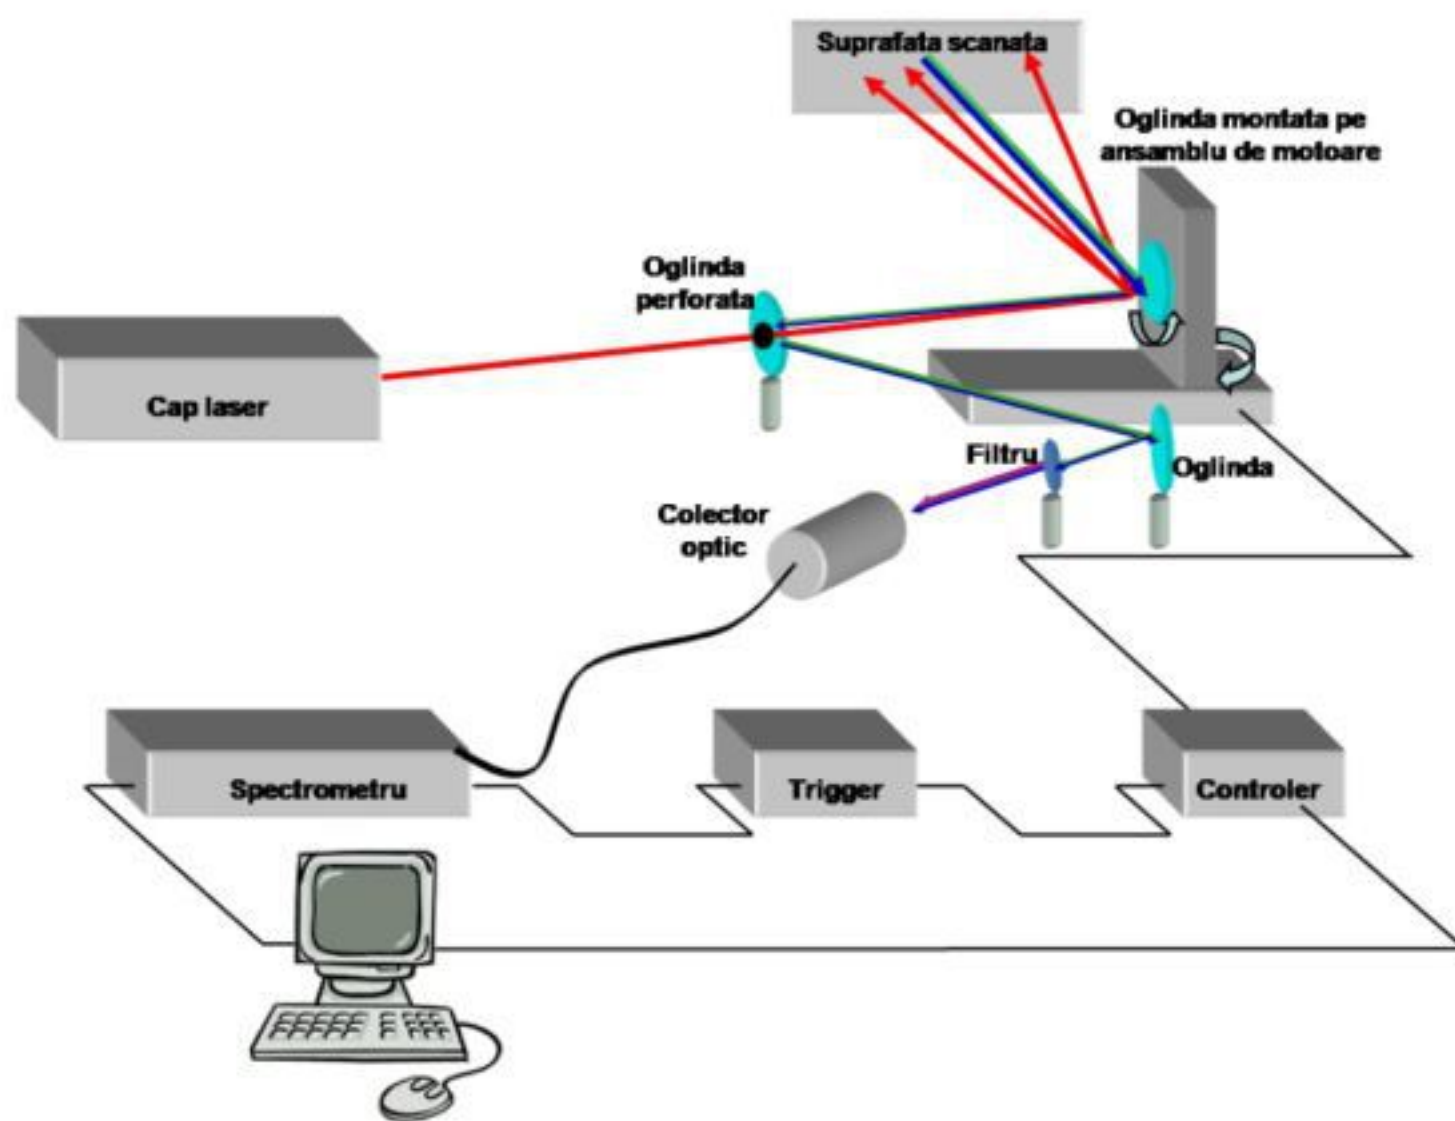 Suprafata scanata
Oglinda montata pe
ansamblu de motoare
Oglinda
perforata
Cap laser
Filtru
Oglinda
Colector
optic
Spectrometru
Trigger
Controler